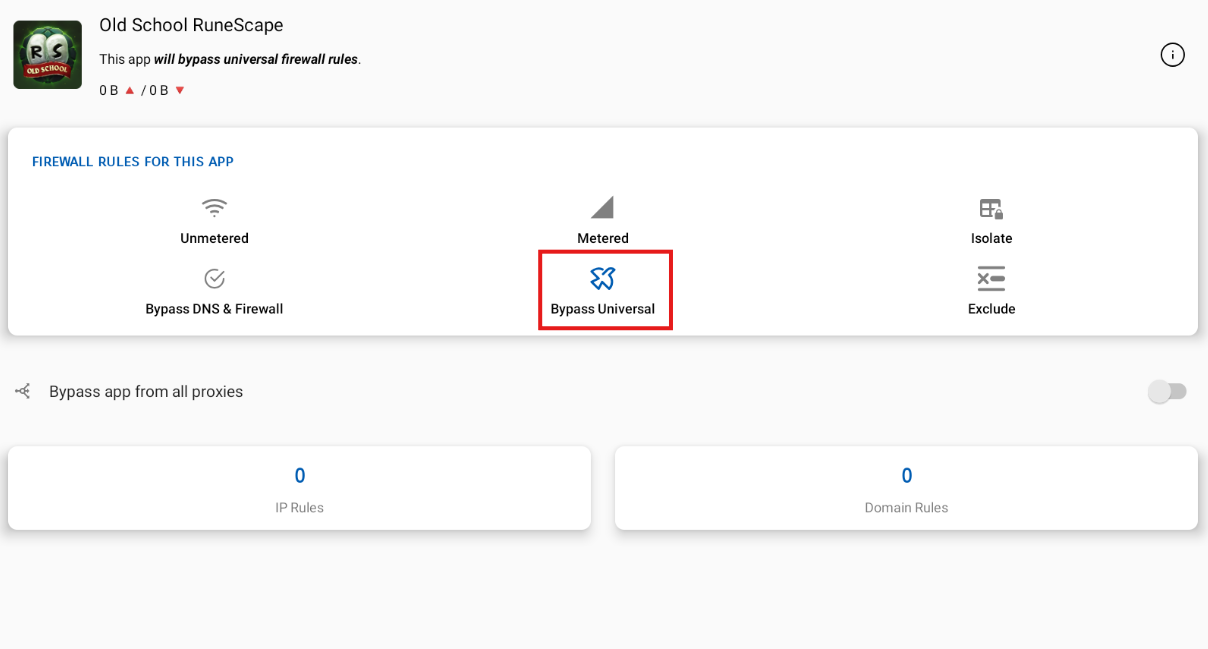 R S
OLD SCHOOL
Old School RuneScape
This app will bypass universal firewall rules.
0 B ▲ / 0 B ▼
FIREWALL RULES FOR THIS APP
Unmetered
Metered
Isolate
Bypass DNS & Firewall
Bypass Universal
Exclude
Bypass app from all proxies
0
IP Rules
0
Domain Rules